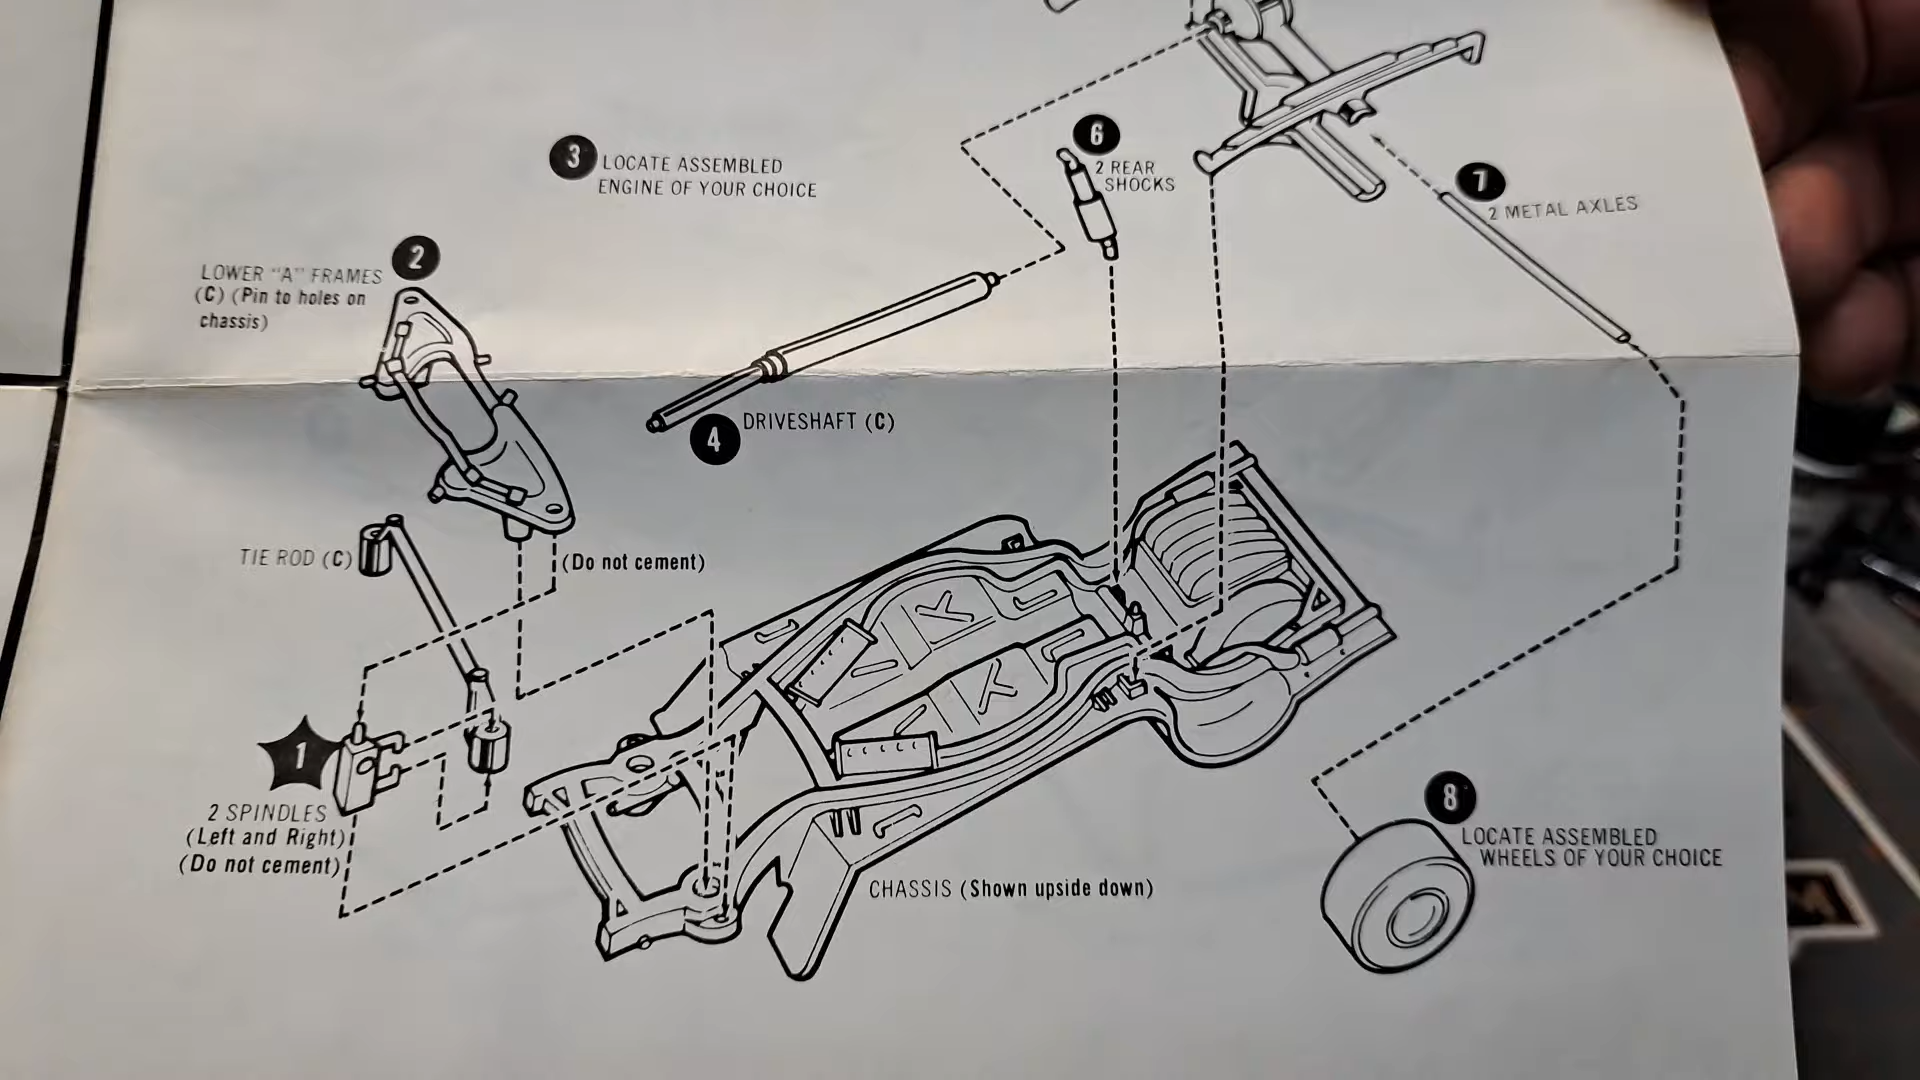 3 LOCATE ASSEMBLED
ENGINE OF YOUR CHOICE
6
2 REAR
SHOCKS
7
2 METAL AXLES
2
LOWER "A" FRAMES
(C) (Pin to holes on
chassis)
4 DRIVESHAFT (C)
TIE ROD (C)
(Do not cement)
1
2 SPINDLES
(Left and Right)
(Do not cement)
CHASSIS (Shown upside down)
8
LOCATE ASSEMBLED
WHEELS OF YOUR CHOICE